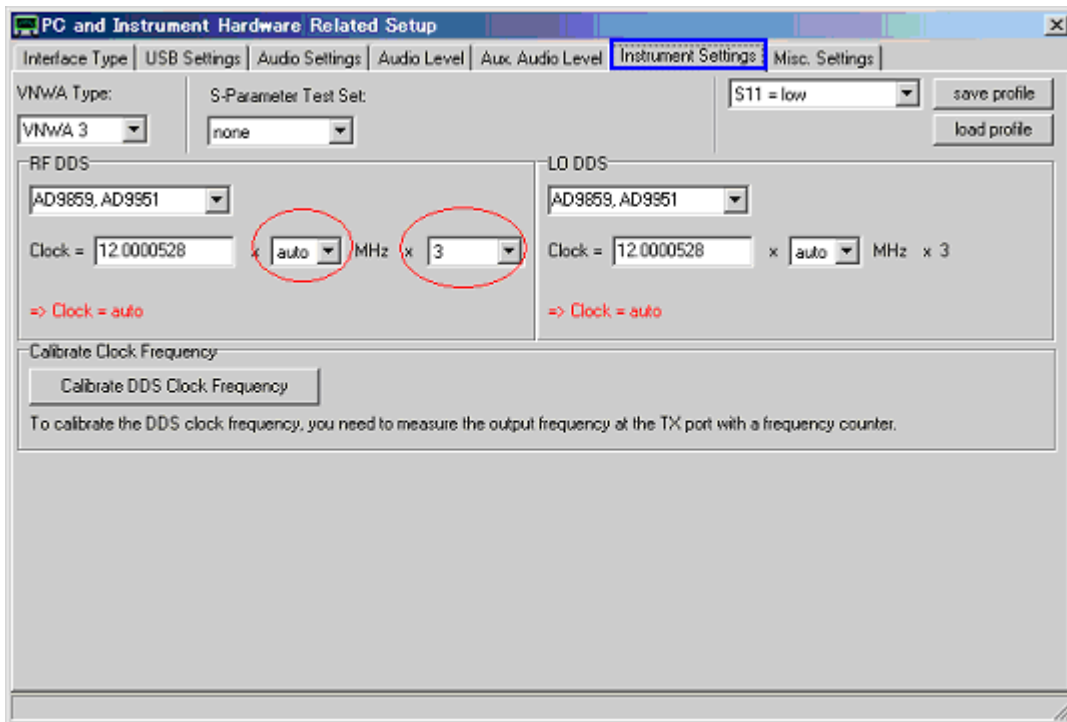 PC and Instrument Hardware Related Setup
Interface Type USB Settings Audio Settings Audio Level Aux. Audio Level Instrument Settings Misc. Settings
VNWA Type: S-Parameter Test Set: S11 = low save profile
VNWA 3 none load profile
RF DDS
AD9859, AD9951
Clock = 12.0000528 x auto MHz x 3
=> Clock = auto
LO DDS
AD9859, AD9951
Clock = 12.0000528 x auto MHz x 3
=> Clock = auto
Calibrate Clock Frequency
Calibrate DDS Clock Frequency
To calibrate the DDS clock frequency, you need to measure the output frequency at the TX port with a frequency counter.